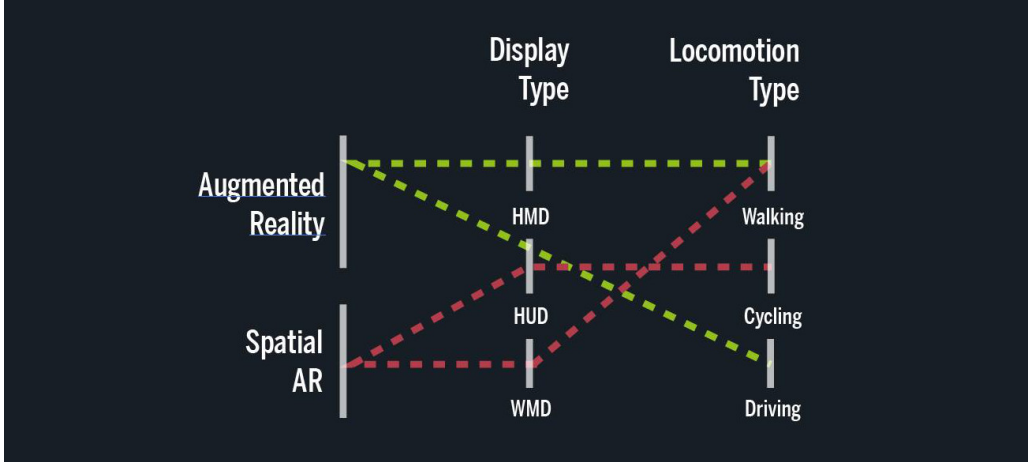 Display
Type
Locomotion
Type
Augmented
Reality
HMD
Walking
HUD
Cycling
Spatial
AR
WMD
Driving